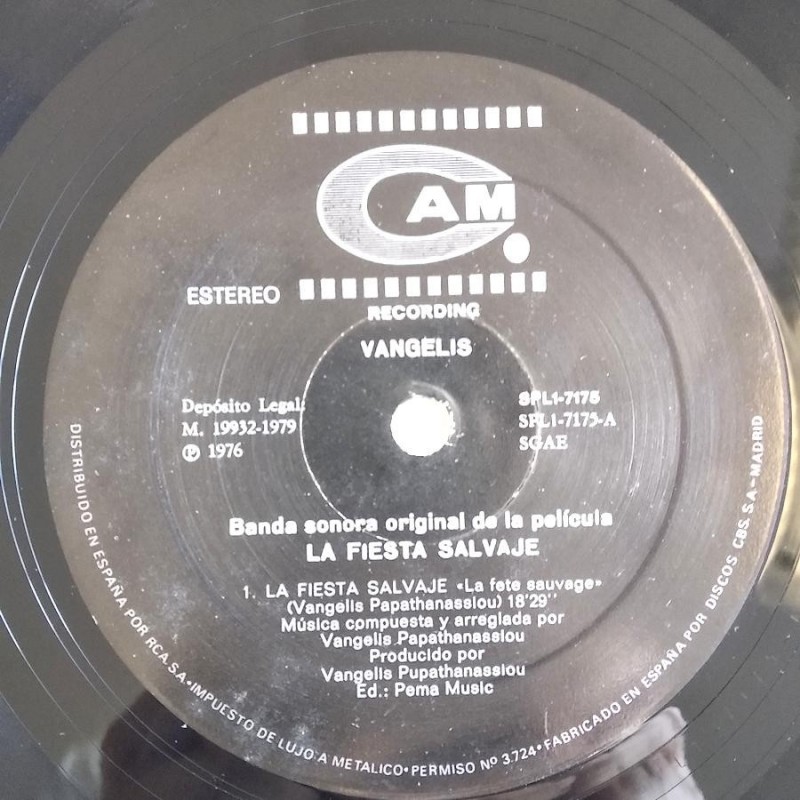 CAM
ESTEREO
RECORDING
VANGELIS
Depósito Legal:
M. 19932-1979
Ⓟ 1976
SPL1-7175
SPL1-7175-A
SGAE
Banda sonora original de la película
LA FIESTA SALVAJE
1. LA FIESTA SALVAJE «La fete sauvage»
(Vangelis Papathanassiou) 18'29''
Música compuesta y arreglada por
Vangelis Papathanassiou
Producido por
Vangelis Pupathanassiou
Ed.: Pema Music
DISTRIBUIDO EN ESPAÑA POR RCA, S.A. • IMPUESTO DE LUJO A METALICO • PERMISO Nº 3.724 • FABRICADO EN ESPAÑA POR DISCOS CBS, S.A - MADRID